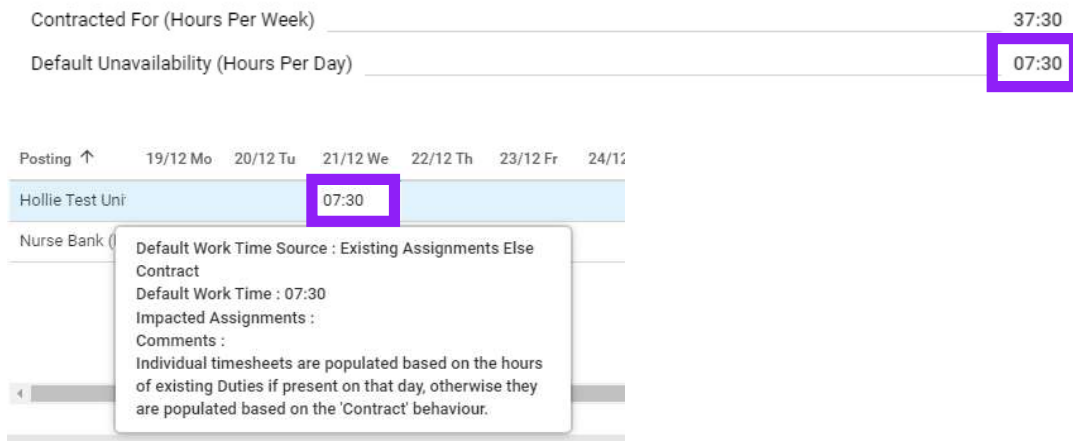 Contracted For (Hours Per Week) 37:30
Default Unavailability (Hours Per Day) 07:30
Posting ↑ 19/12 Mo 20/12 Tu 21/12 We 22/12 Th 23/12 Fr 24/12
Hollie Test Uni 07:30
Nurse Bank (
Default Work Time Source : Existing Assignments Else
Contract
Default Work Time : 07:30
Impacted Assignments :
Comments :
Individual timesheets are populated based on the hours
of existing Duties if present on that day, otherwise they
are populated based on the 'Contract' behaviour.